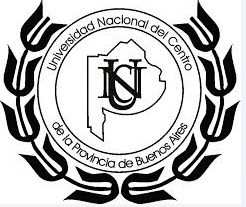 Universidad Nacional del Centro
UNC
de la Provincia de Buenos Aires